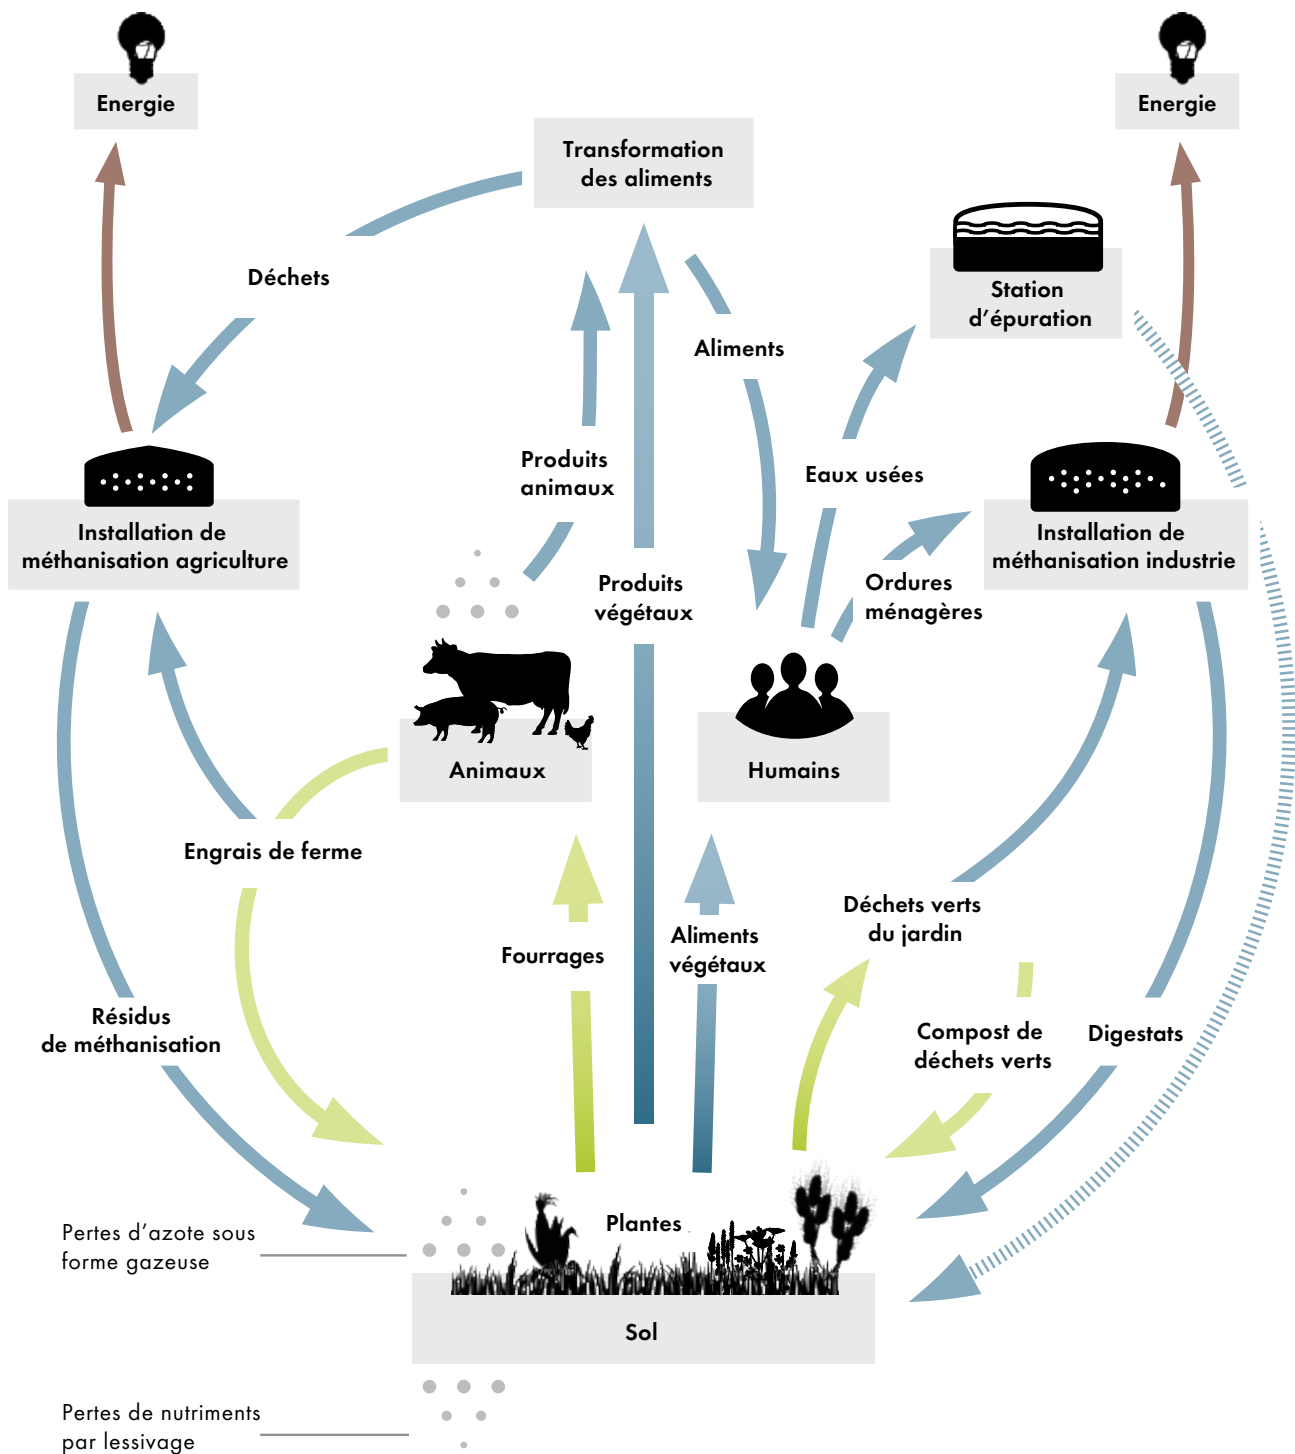 Energie
Energie
Transformation
des aliments
Déchets
Station
d’épuration
Aliments
Produits
animaux
Eaux usées
Installation de
méthanisation agriculture
Installation de
méthanisation industrie
Produits
végétaux
Ordures
ménagères
Animaux
Humains
Engrais de ferme
Fourrages
Aliments
végétaux
Déchets verts
du jardin
Résidus
de méthanisation
Compost de
déchets verts
Digestats
Plantes
Pertes d’azote sous
forme gazeuse
Sol
Pertes de nutriments
par lessivage